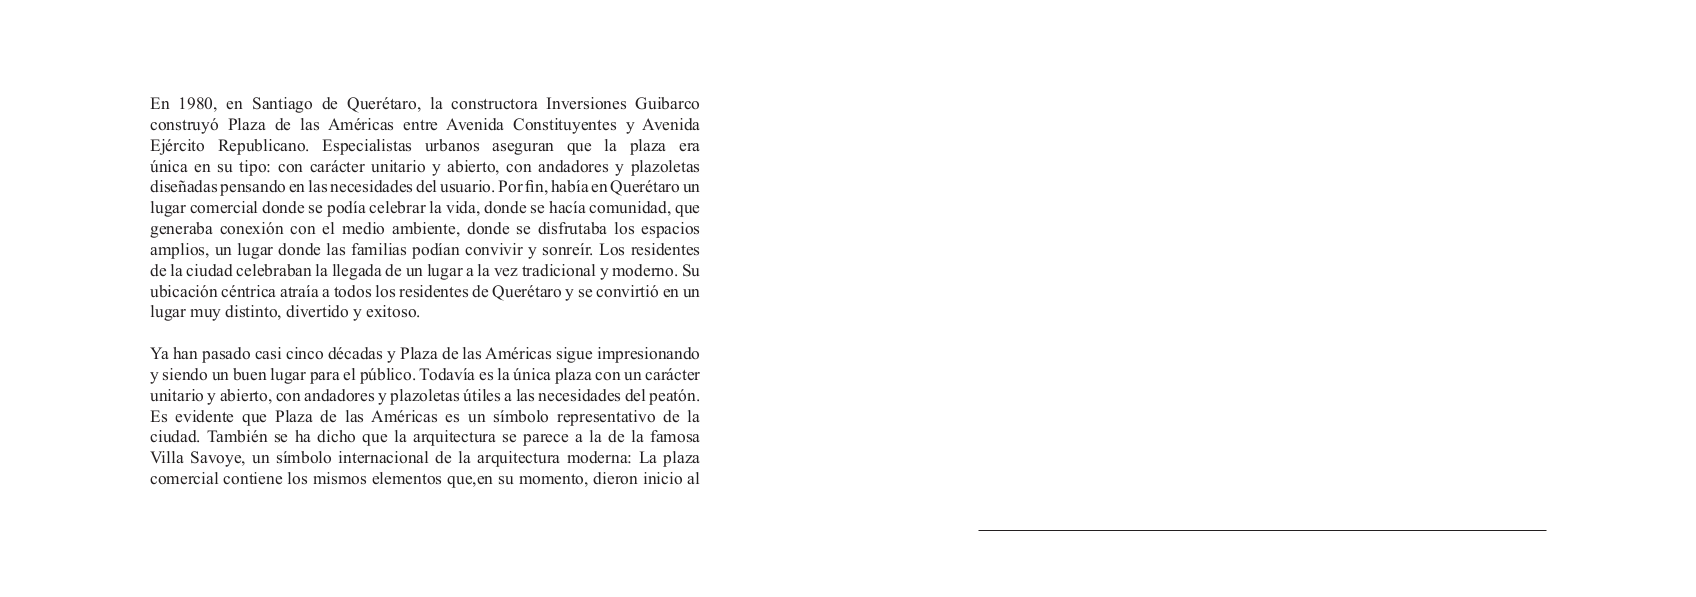 En 1980, en Santiago de Querétaro, la constructora Inversiones Guibarco
construyó Plaza de las Américas entre Avenida Constituyentes y Avenida
Ejército Republicano. Especialistas urbanos aseguran que la plaza era
única en su tipo: con carácter unitario y abierto, con andadores y plazoletas
diseñadas pensando en las necesidades del usuario. Por fin, había en Querétaro un
lugar comercial donde se podía celebrar la vida, donde se hacía comunidad, que
generaba conexión con el medio ambiente, donde se disfrutaba los espacios
amplios, un lugar donde las familias podían convivir y sonreír. Los residentes
de la ciudad celebraban la llegada de un lugar a la vez tradicional y moderno. Su
ubicación céntrica atraía a todos los residentes de Querétaro y se convirtió en un
lugar muy distinto, divertido y exitoso.

Ya han pasado casi cinco décadas y Plaza de las Américas sigue impresionando
y siendo un buen lugar para el público. Todavía es la única plaza con un carácter
unitario y abierto, con andadores y plazoletas útiles a las necesidades del peatón.
Es evidente que Plaza de las Américas es un símbolo representativo de la
ciudad. También se ha dicho que la arquitectura se parece a la de la famosa
Villa Savoye, un símbolo internacional de la arquitectura moderna: La plaza
comercial contiene los mismos elementos que,en su momento, dieron inicio al